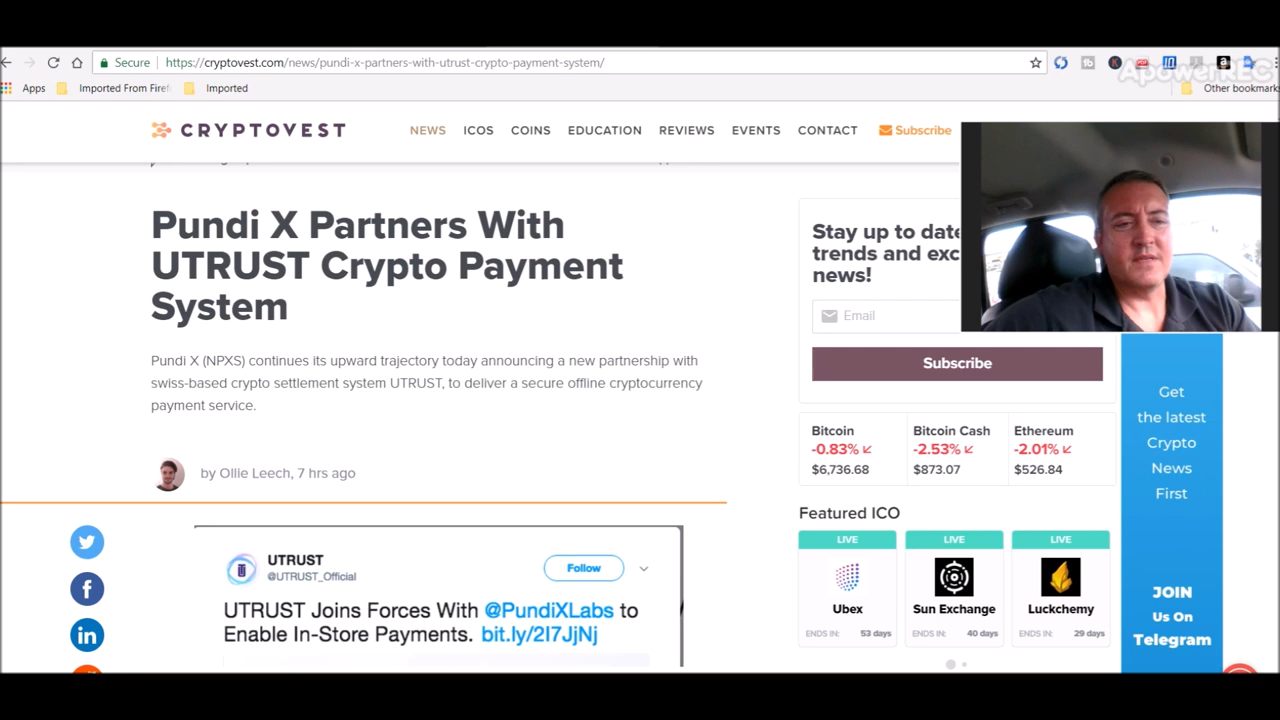 Secure https://cryptovest.com/news/pundi-x-partners-with-utrust-crypto-payment-system/
ApowerREC
Apps Imported From Firef Imported Other bookmarks
CRYPTOVEST NEWS ICOS COINS EDUCATION REVIEWS EVENTS CONTACT Subscribe
Pundi X Partners With
UTRUST Crypto Payment
System
Pundi X (NPXS) continues its upward trajectory today announcing a new partnership with
swiss-based crypto settlement system UTRUST, to deliver a secure offline cryptocurrency
payment service.
by Ollie Leech, 7 hrs ago
UTRUST
@UTRUST_Official
Follow
UTRUST Joins Forces With @PundiXLabs to
Enable In-Store Payments. bit.ly/2I7JjNj
Stay up to date
trends and exc
news!
Email
Subscribe
Bitcoin Bitcoin Cash Ethereum
-0.83% -2.53% -2.01%
$6,736.68 $873.07 $526.84
Featured ICO
LIVE LIVE LIVE
Ubex Sun Exchange Luckchemy
ENDS IN: 53 days ENDS IN: 40 days ENDS IN: 29 days
Get
the latest
Crypto
News
First
JOIN
Us On
Telegram